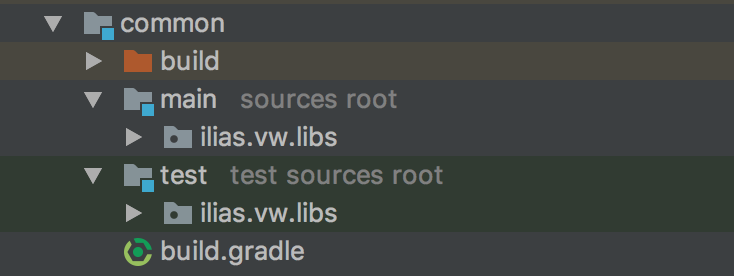 common
build
main sources root
ilias.vw.libs
test test sources root
ilias.vw.libs
build.gradle